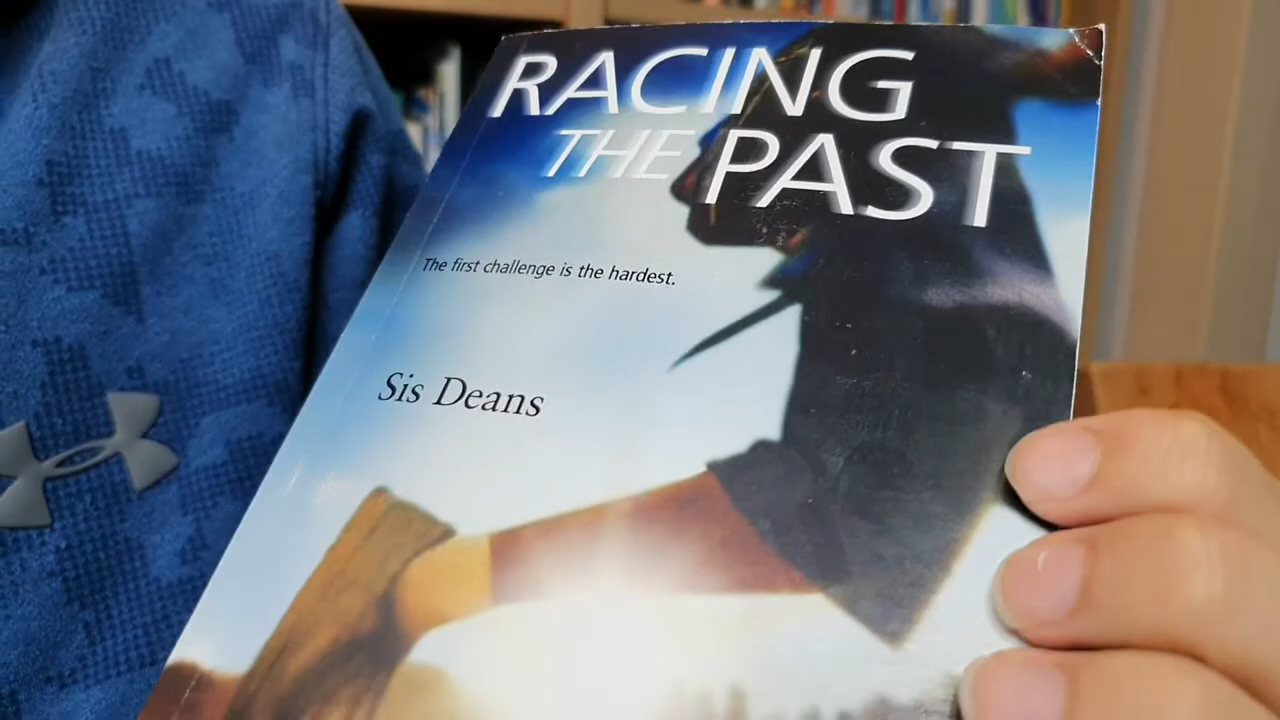 RACING
THE PAST
The first challenge is the hardest.
Sis Deans